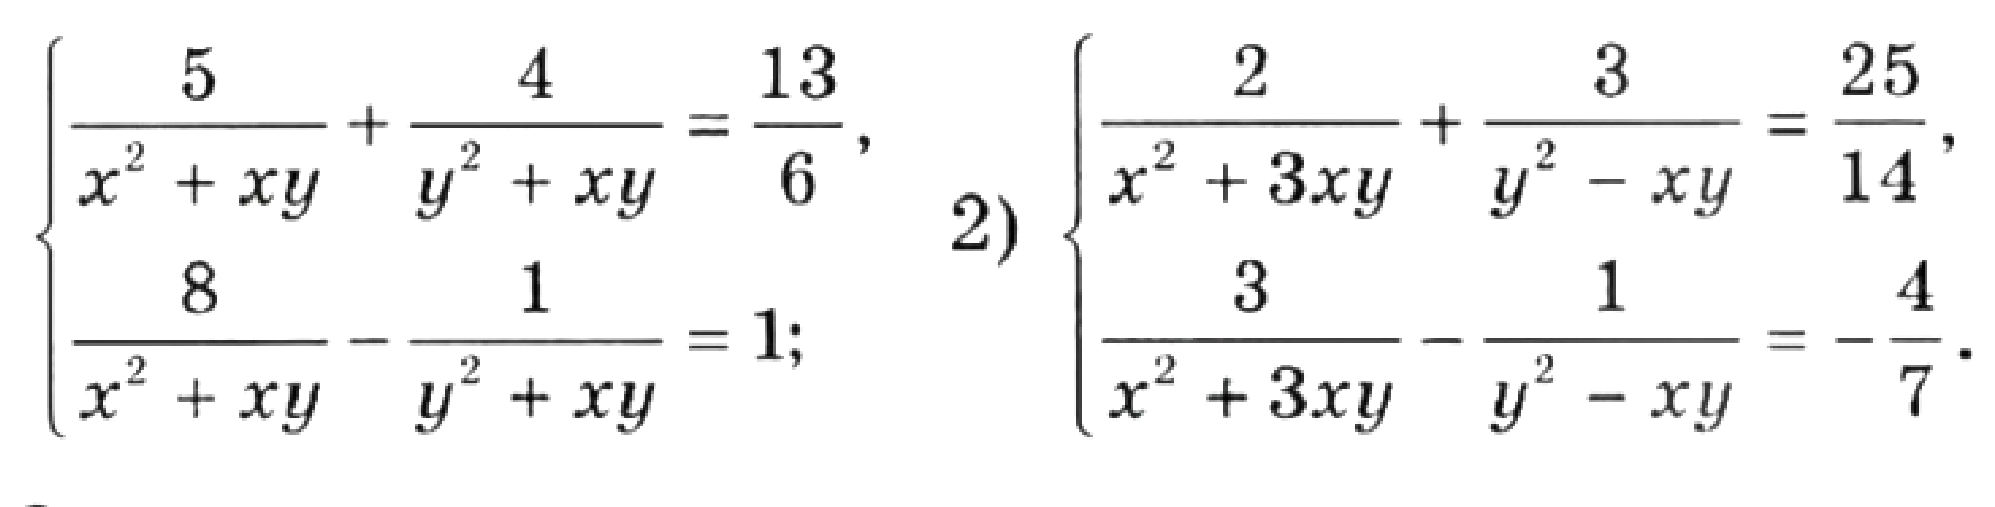 5/(x² + xy) + 4/(y² + xy) = 13/6,
8/(x² + xy) − 1/(y² + xy) = 1;
2) 2/(x² + 3xy) + 3/(y² − xy) = 25/14,
3/(x² + 3xy) − 1/(y² − xy) = −4/7.